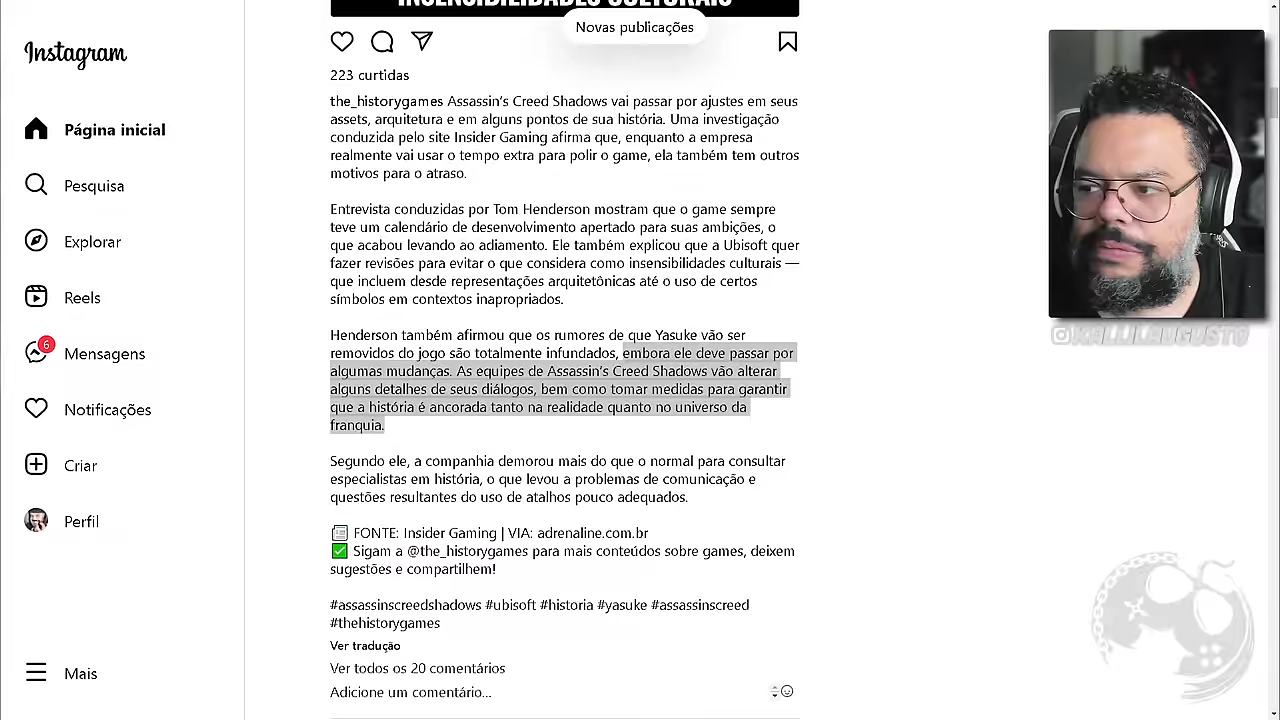 INSENSIBILIDADES CULTURAIS
Novas publicações
Instagram
Página inicial
Pesquisa
Explorar
Reels
6
Mensagens
Notificações
Criar
Perfil
Mais
223 curtidas
the_historygames Assassin's Creed Shadows vai passar por ajustes em seus
assets, arquitetura e em alguns pontos de sua história. Uma investigação
conduzida pelo site Insider Gaming afirma que, enquanto a empresa
realmente vai usar o tempo extra para polir o game, ela também tem outros
motivos para o atraso.
Entrevista conduzidas por Tom Henderson mostram que o game sempre
teve um calendário de desenvolvimento apertado para suas ambições, o
que acabou levando ao adiamento. Ele também explicou que a Ubisoft quer
fazer revisões para evitar o que considera como insensibilidades culturais —
que incluem desde representações arquitetônicas até o uso de certos
símbolos em contextos inapropriados.
Henderson também afirmou que os rumores de que Yasuke vão ser
removidos do jogo são totalmente infundados, embora ele deve passar por
algumas mudanças. As equipes de Assassin's Creed Shadows vão alterar
alguns detalhes de seus diálogos, bem como tomar medidas para garantir
que a história é ancorada tanto na realidade quanto no universo da
franquia.
Segundo ele, a companhia demorou mais do que o normal para consultar
especialistas em história, o que levou a problemas de comunicação e
questões resultantes do uso de atalhos pouco adequados.
FONTE: Insider Gaming | VIA: adrenaline.com.br
Sigam a @the_historygames para mais conteúdos sobre games, deixem
sugestões e compartilhem!
#assassinscreedshadows #ubisoft #historia #yasuke #assassinscreed
#thehistorygames
Ver tradução
Ver todos os 20 comentários
Adicione um comentário...